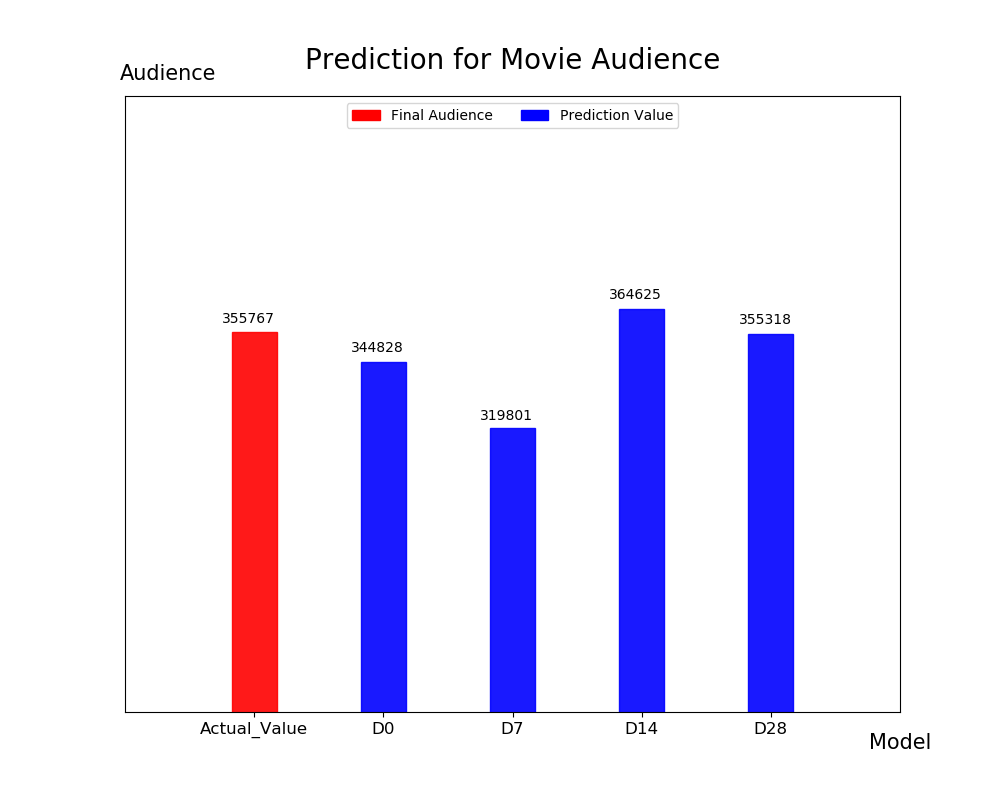 Prediction for Movie Audience
Audience
Final Audience Prediction Value
355767
344828
319801
364625
355318
Actual_Value D0 D7 D14 D28
Model